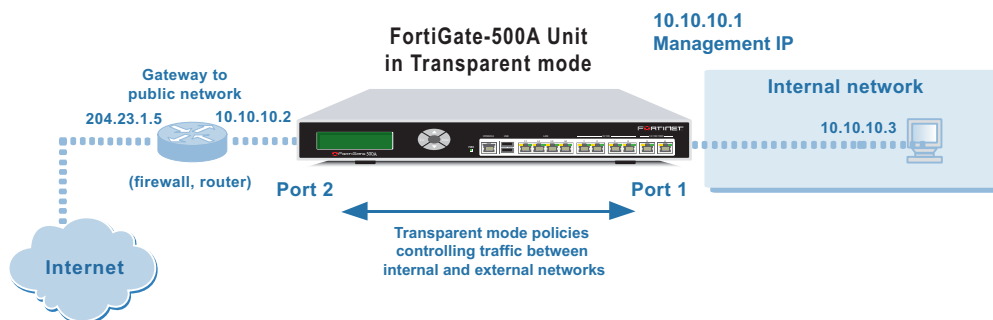 FortiGate-500A Unit
in Transparent mode
10.10.10.1
Management IP
Gateway to
public network
204.23.1.5
10.10.10.2
(firewall, router)
Internal network
10.10.10.3
FORTINET
500A
Port 2
Port 1
Transparent mode policies
controlling traffic between
internal and external networks
Internet